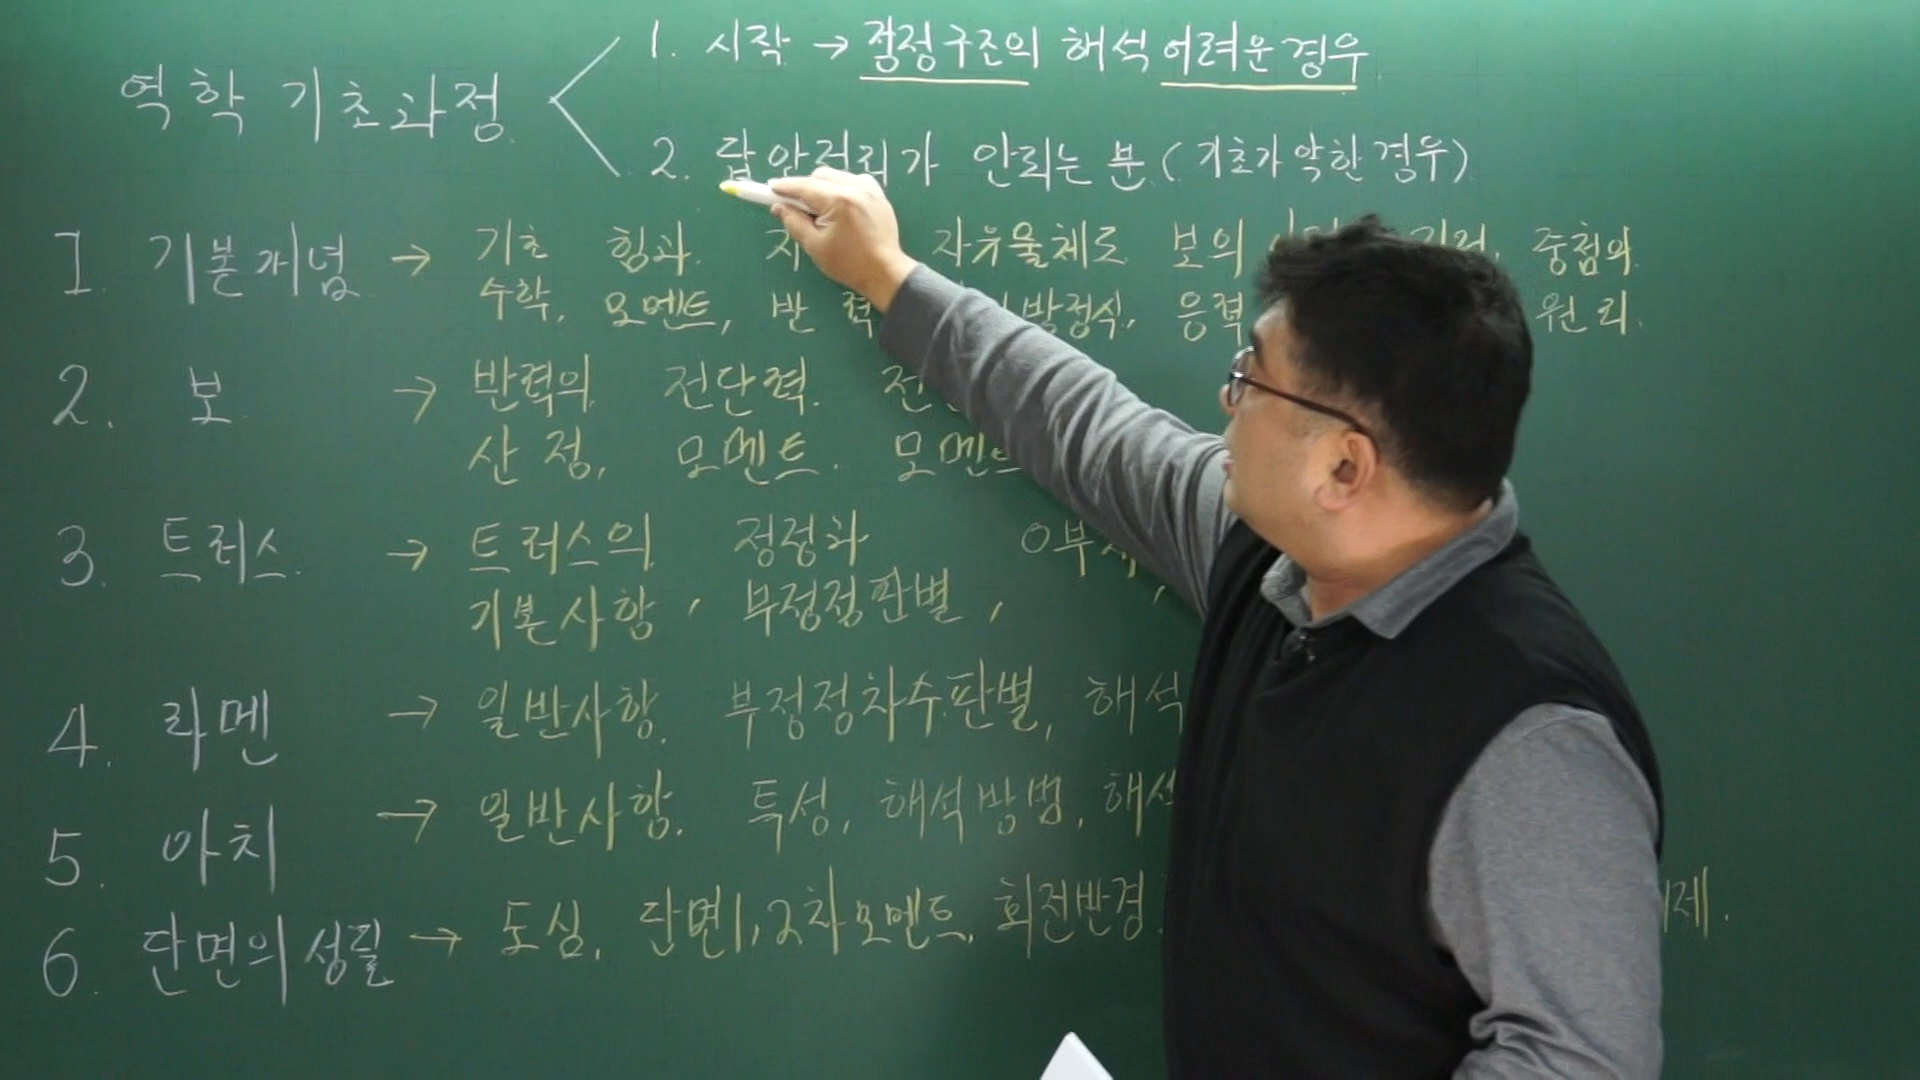 역학 기초과정
1. 시작 → 정정구조의 해석 어려운 경우
2. 답안정리가 안되는 분 (기초가 약한 경우)
1. 기본개념 → 기초 힘과 자유물체도 보의 중첩의
수학, 모멘트, 반력 방정식, 응력 원리.
2. 보 → 반력의 전단력.
산정, 모멘트. 모멘트
3. 트러스 → 트러스의 정정과 0부재
기본사항, 부정정판별,
4. 라멘 → 일반사항. 부정정차수판별, 해석
5. 아치 → 일반사항. 특성, 해석방법, 해석
6. 단면의 성질 → 도심, 단면1,2차모멘트, 회전반경